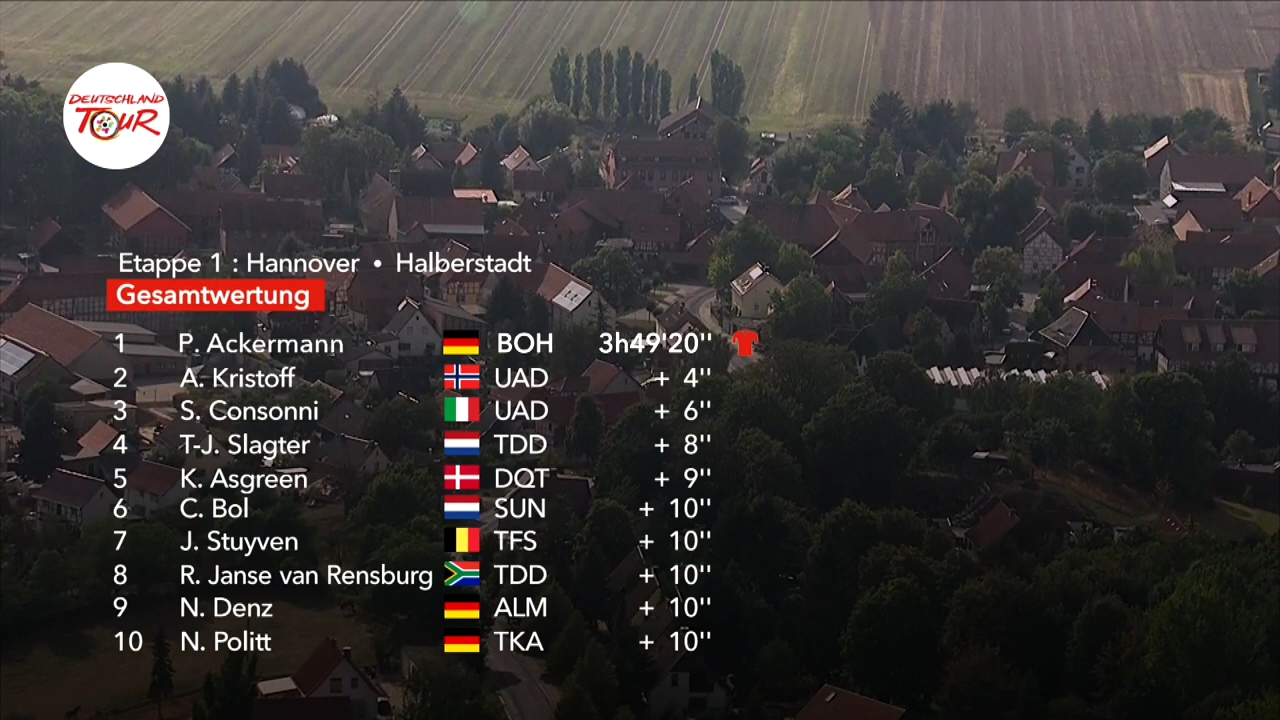 DEUTSCHLAND
TOUR
Etappe 1 : Hannover • Halberstadt
Gesamtwertung
1 P. Ackermann BOH 3h49'20''
2 A. Kristoff UAD + 4''
3 S. Consonni UAD + 6''
4 T-J. Slagter TDD + 8''
5 K. Asgreen DQT + 9''
6 C. Bol SUN + 10''
7 J. Stuyven TFS + 10''
8 R. Janse van Rensburg TDD + 10''
9 N. Denz ALM + 10''
10 N. Politt TKA + 10''